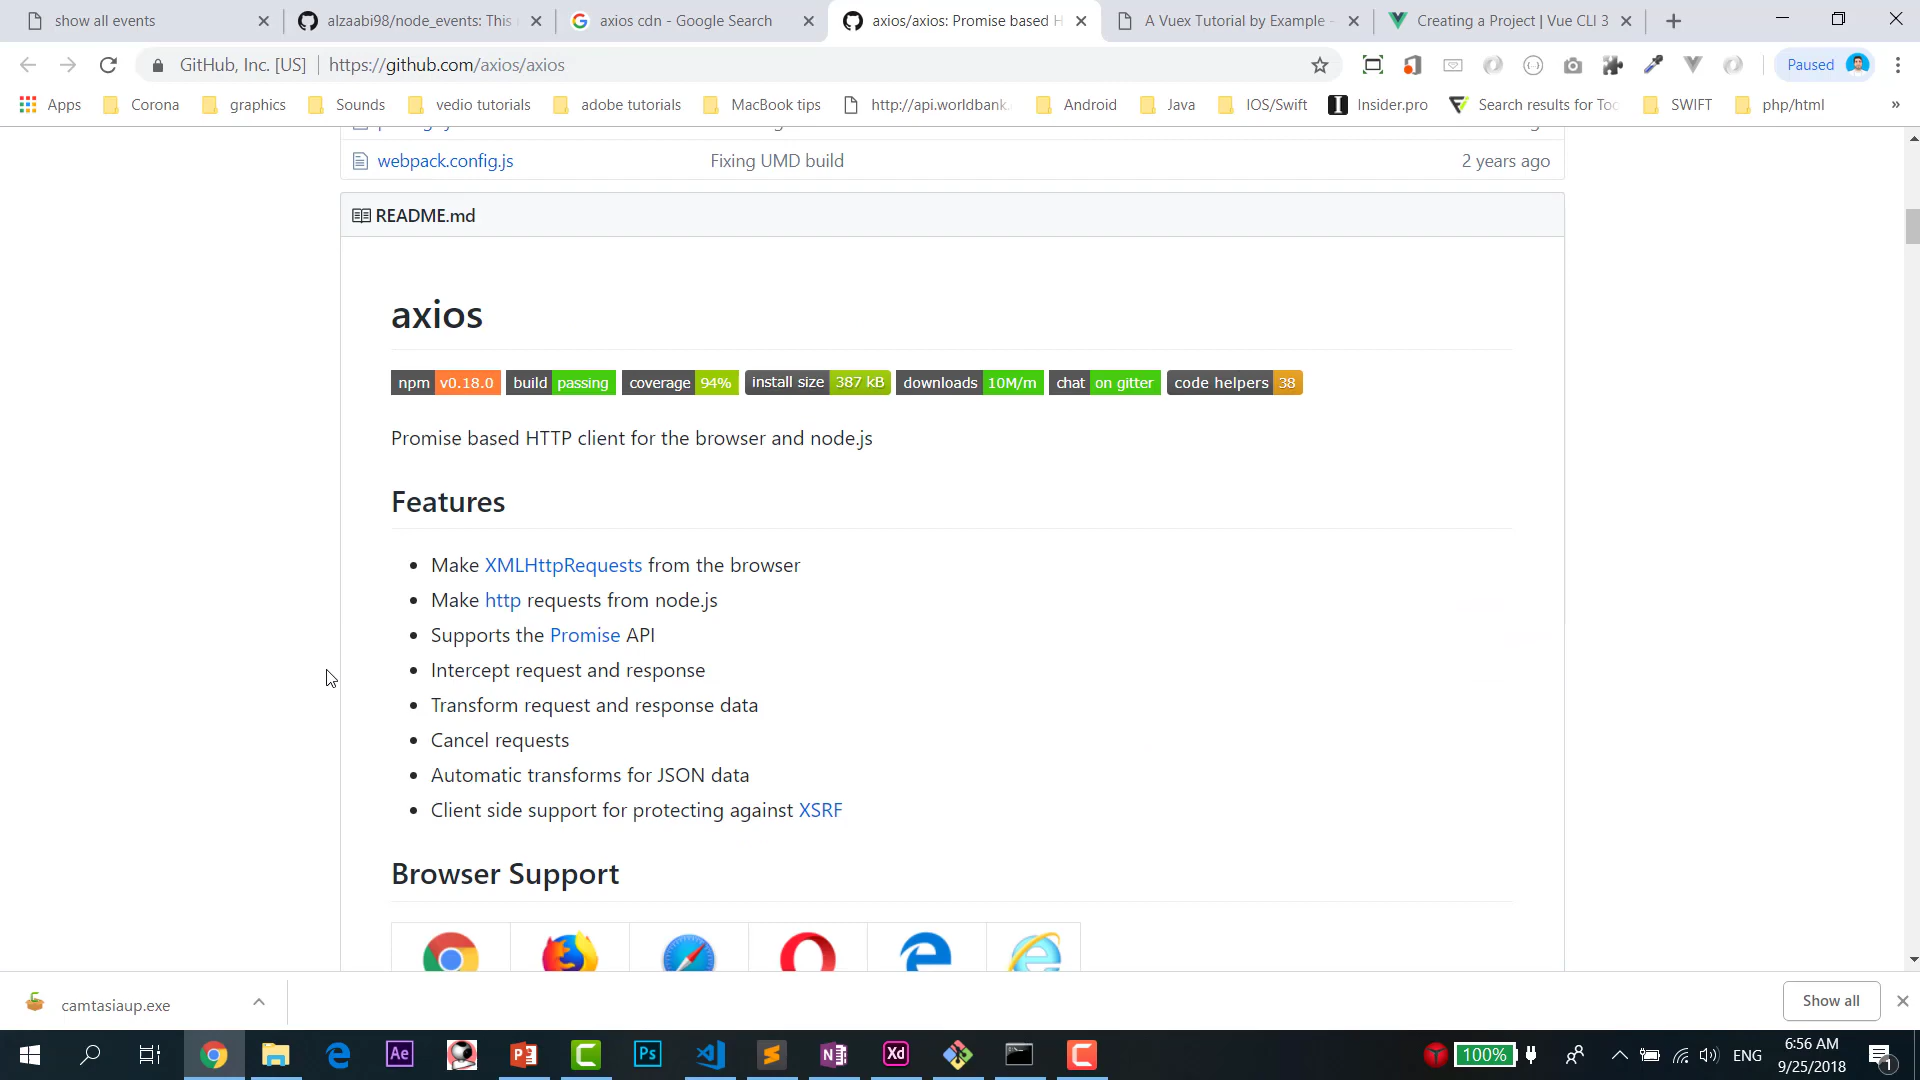 show all events
alzaabi98/node_events: This
axios cdn - Google Search
axios/axios: Promise based H
A Vuex Tutorial by Example -
Creating a Project | Vue CLI 3
GitHub, Inc. [US]
https://github.com/axios/axios
Paused
Apps
Corona
graphics
Sounds
vedio tutorials
adobe tutorials
MacBook tips
http://api.worldbank.
Android
Java
IOS/Swift
Insider.pro
Search results for Toc
SWIFT
php/html
»
webpack.config.js
Fixing UMD build
2 years ago
README.md
axios
npm v0.18.0
build passing
coverage 94%
install size 387 kB
downloads 10M/m
chat on gitter
code helpers 38
Promise based HTTP client for the browser and node.js
Features
• Make XMLHttpRequests from the browser
• Make http requests from node.js
• Supports the Promise API
• Intercept request and response
• Transform request and response data
• Cancel requests
• Automatic transforms for JSON data
• Client side support for protecting against XSRF
Browser Support
camtasiaup.exe
Show all
Ae
Ps
Xd
100%
ENG
6:56 AM
9/25/2018
1